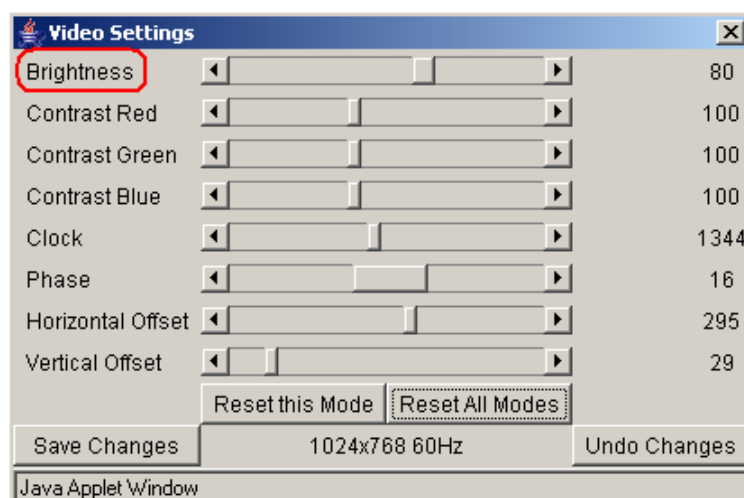 Video Settings
Brightness 80
Contrast Red 100
Contrast Green 100
Contrast Blue 100
Clock 1344
Phase 16
Horizontal Offset 295
Vertical Offset 29
Reset this Mode Reset All Modes
Save Changes 1024x768 60Hz Undo Changes
Java Applet Window